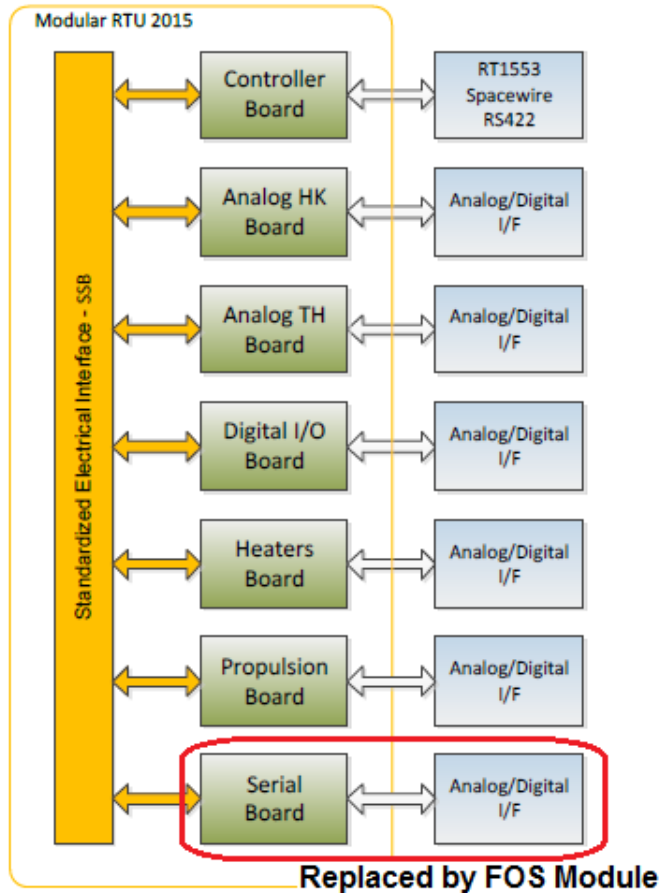 Modular RTU 2015
Standardized Electrical Interface - SSB
Controller
Board
RT1553
Spacewire
RS422
Analog HK
Board
Analog/Digital
I/F
Analog TH
Board
Analog/Digital
I/F
Digital I/O
Board
Analog/Digital
I/F
Heaters
Board
Analog/Digital
I/F
Propulsion
Board
Analog/Digital
I/F
Serial
Board
Analog/Digital
I/F
Replaced by FOS Module